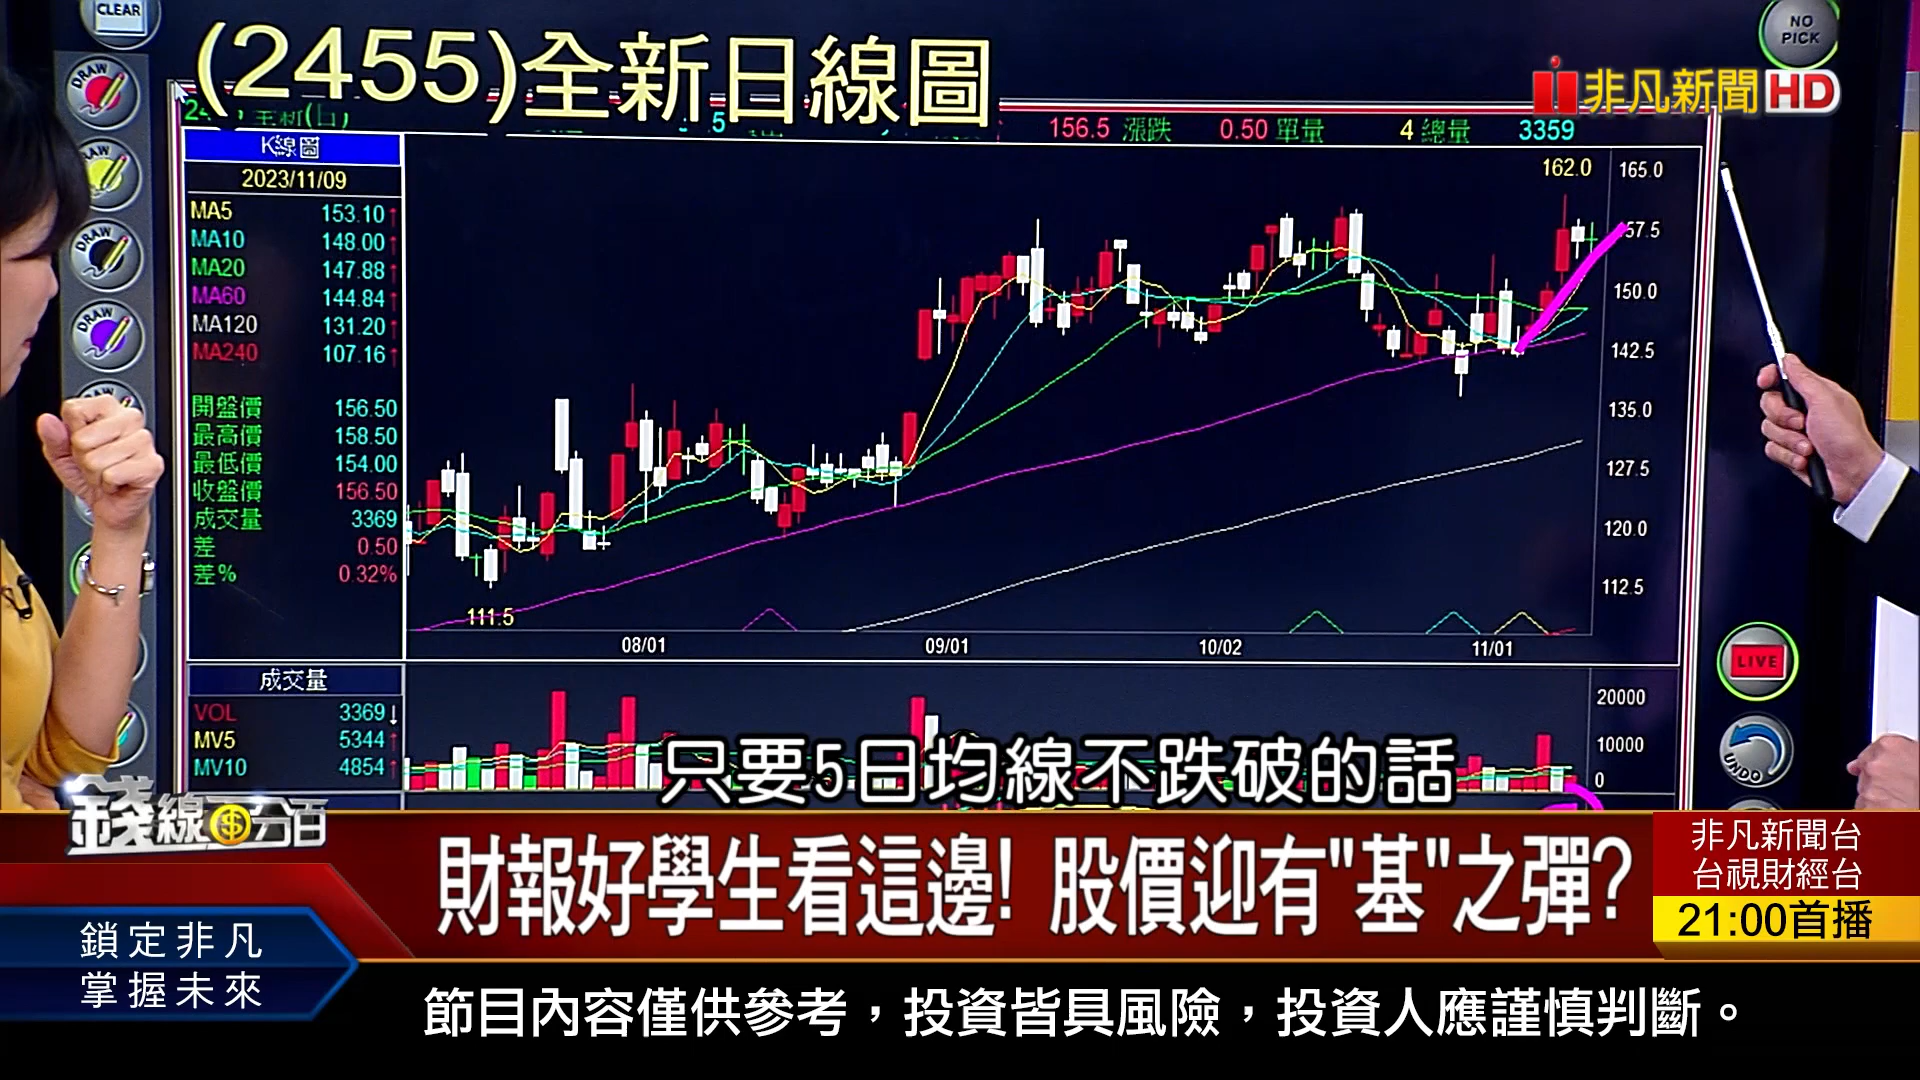 CLEAR
NO
PICK
(2455)全新日線圖
非凡新聞HD
156.5 漲跌 0.50 單量 4 總量 3359
K線圖
2023/11/09
MA5 153.10↑
MA10 148.00↑
MA20 147.88↑
MA60 144.84↑
MA120 131.20↑
MA240 107.16↑
開盤價 156.50
最高價 158.50
最低價 154.00
收盤價 156.50
成交量 3369
差 0.50
差% 0.32%
DRAW
DRAW
DRAW
162.0
165.0
57.5
150.0
142.5
135.0
127.5
120.0
112.5
111.5
08/01 09/01 10/02 11/01
成交量
VOL 3369↓
MV5 5344↑
MV10 4854↑
20000
10000
0
LIVE
UNDO
只要5日均線不跌破的話
錢線百分百
財報好學生看這邊! 股價迎有"基"之彈?
非凡新聞台
台視財經台
21:00首播
鎖定非凡
掌握未來
節目內容僅供參考，投資皆具風險，投資人應謹慎判斷。